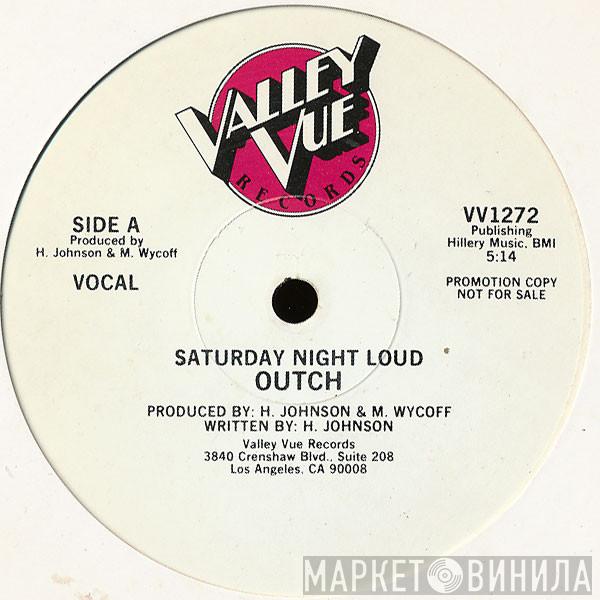 VALLEY
VUE
RECORDS
SIDE A
Produced by
H. Johnson & M. Wycoff
VOCAL
VV1272
Publishing
Hillery Music, BMI
5:14
PROMOTION COPY
NOT FOR SALE
SATURDAY NIGHT LOUD
OUTCH
PRODUCED BY: H. JOHNSON & M. WYCOFF
WRITTEN BY: H. JOHNSON
Valley Vue Records
3840 Crenshaw Blvd., Suite 208
Los Angeles, CA 90008
МАРКЕТ ВИНИЛА